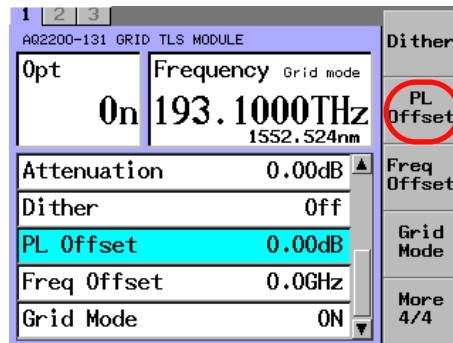 1 2 3
AQ2200-131 GRID TLS MODULE
Opt
On
Frequency Grid mode
193.1000THz
1552.524nm
Attenuation 0.00dB
Dither Off
PL Offset 0.00dB
Freq Offset 0.0GHz
Grid Mode ON
Dither
PL
Offset
Freq
Offset
Grid
Mode
More
4/4